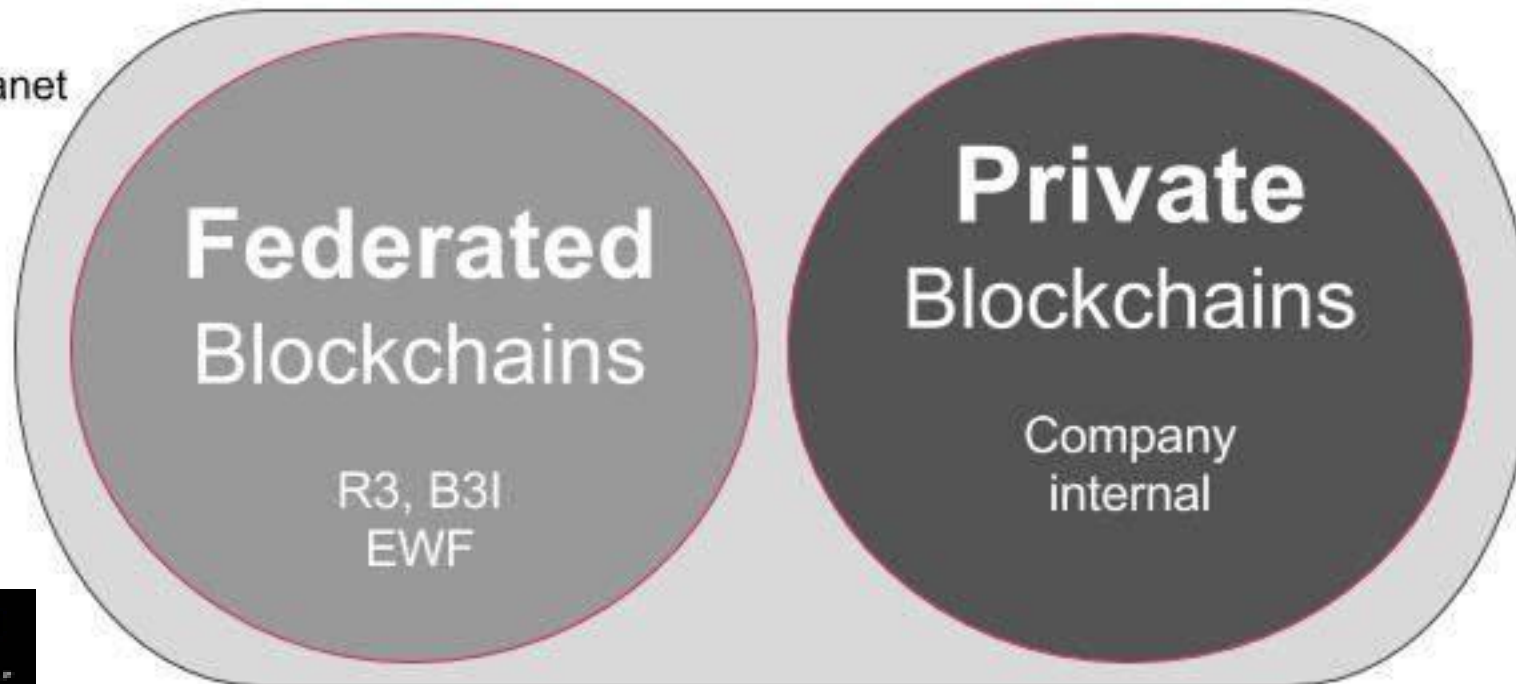 anet
Federated
Blockchains
R3, B3I
EWF
Private
Blockchains
Company
internal